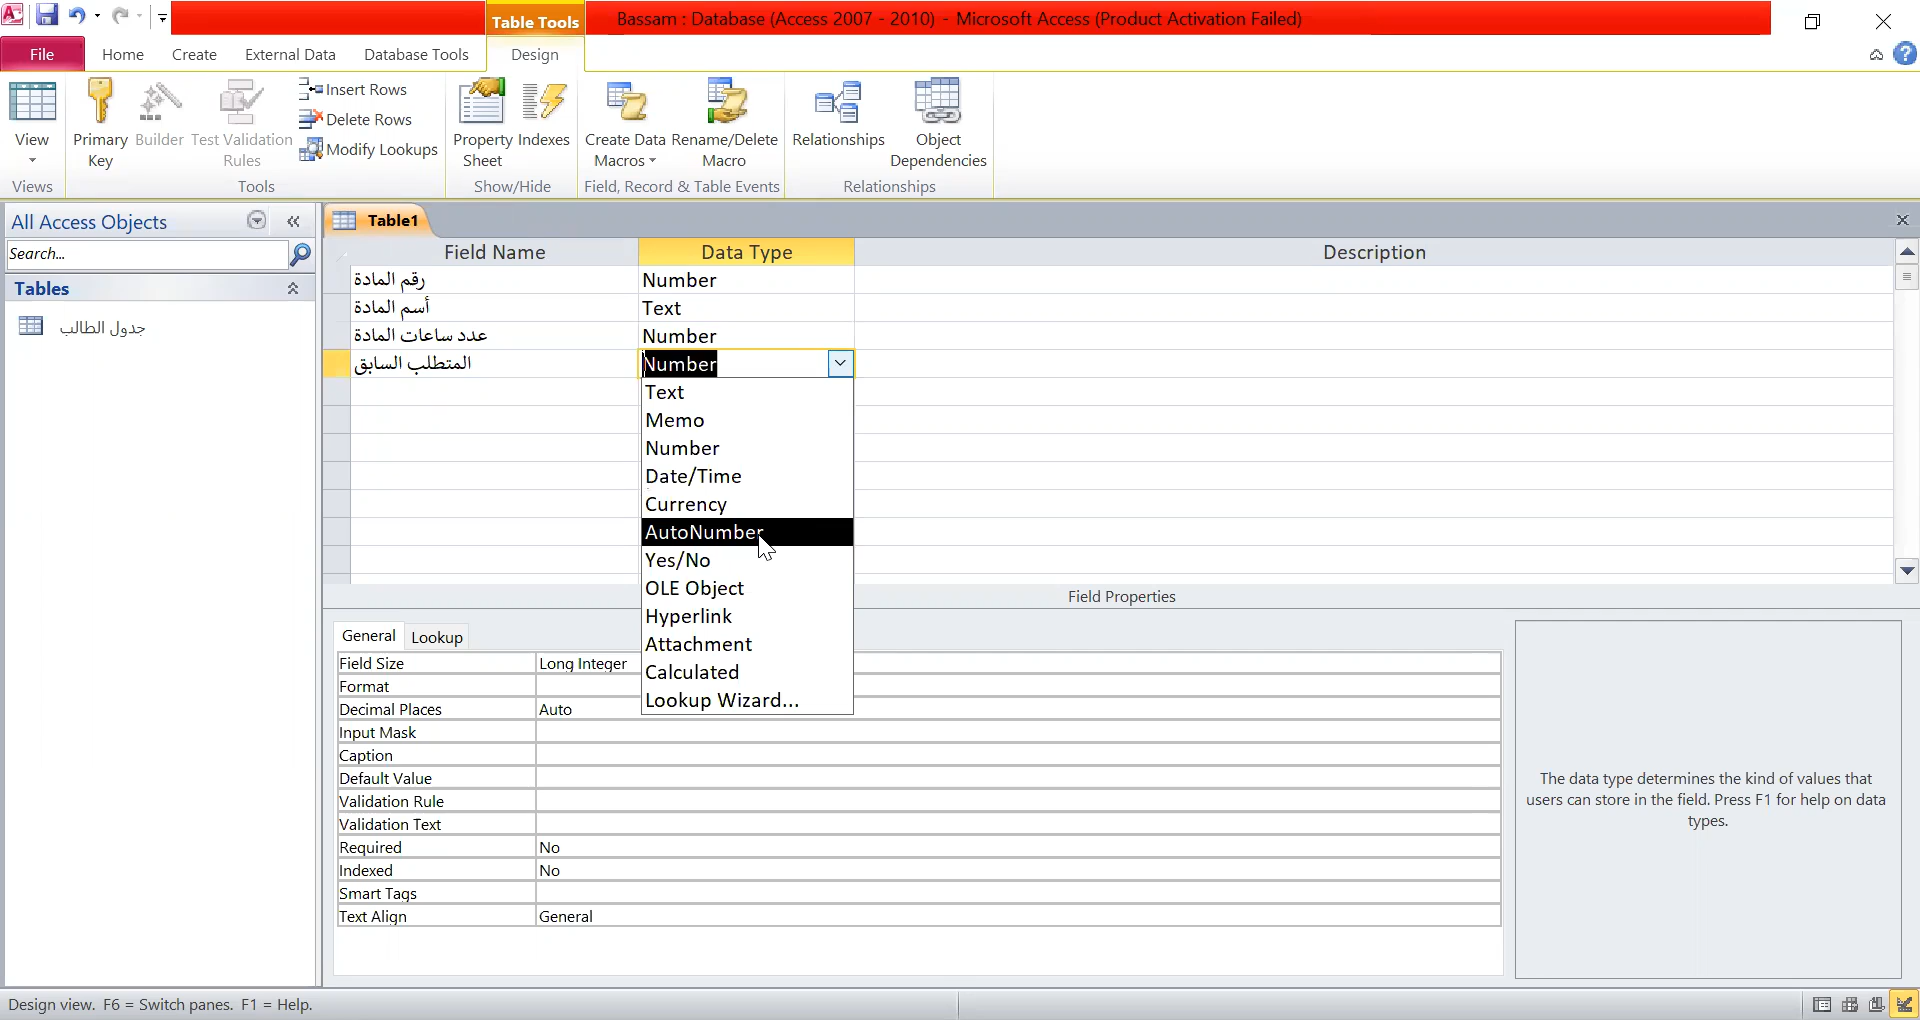 Table Tools
Bassam : Database (Access 2007 - 2010) - Microsoft Access (Product Activation Failed)
File Home Create External Data Database Tools Design
View
Primary Key
Builder
Test Validation Rules
Insert Rows
Delete Rows
Modify Lookups
Property Sheet
Indexes
Create Data Macros
Rename/Delete Macro
Relationships
Object Dependencies
Views
Tools
Show/Hide
Field, Record & Table Events
Relationships
All Access Objects
Search...
Tables
جدول الطالب
Table1
Field Name Data Type Description
رقم المادة Number
أسم المادة Text
عدد ساعات المادة Number
المتطلب السابق Number
Text
Memo
Number
Date/Time
Currency
AutoNumber
Yes/No
OLE Object
Hyperlink
Attachment
Calculated
Lookup Wizard...
Field Properties
General Lookup
Field Size Long Integer
Format
Decimal Places Auto
Input Mask
Caption
Default Value
Validation Rule
Validation Text
Required No
Indexed No
Smart Tags
Text Align General
The data type determines the kind of values that
users can store in the field. Press F1 for help on data
types.
Design view. F6 = Switch panes. F1 = Help.